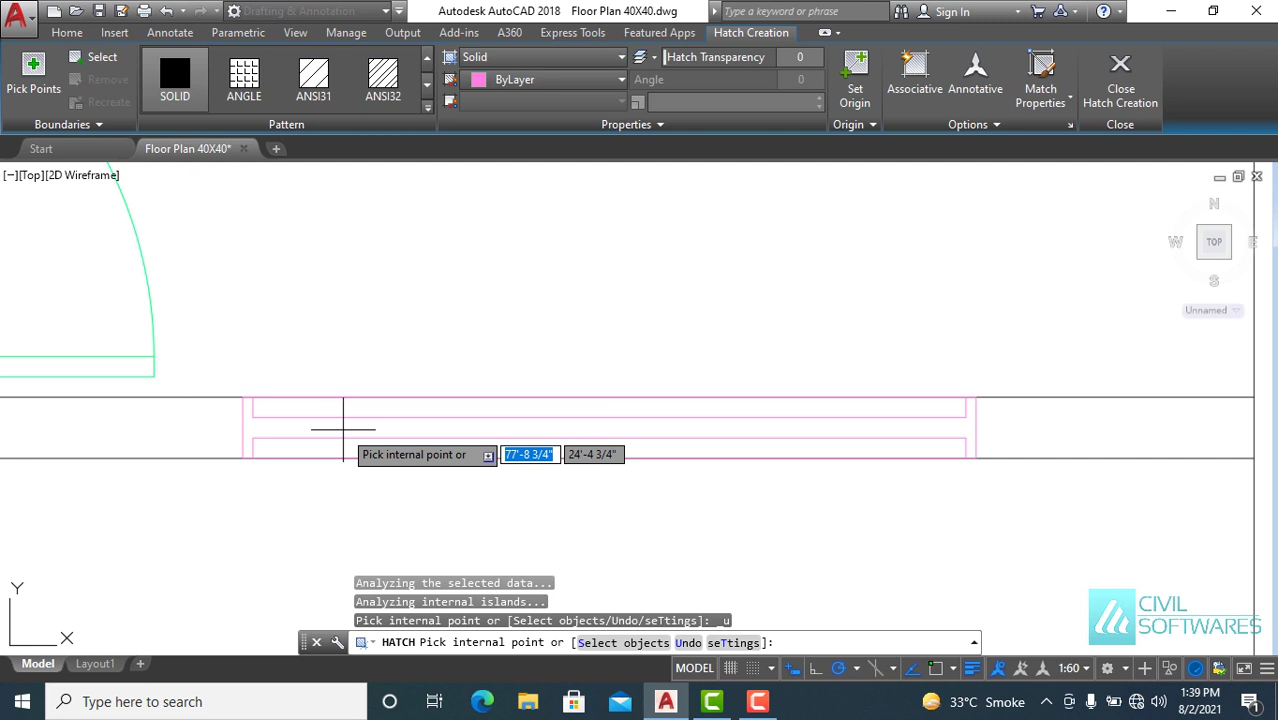 Drawing & Annotation
Autodesk AutoCAD 2018 Floor Plan 40X40.dwg
Type a keyword or phrase
Sign In
Home Insert Annotate Parametric View Manage Output Add-ins A360 Express Tools Featured Apps Hatch Creation
Pick Points
Select
Remove
Recreate
Boundaries
SOLID
ANGLE
ANSI31
ANSI32
Pattern
Solid
ByLayer
Hatch Transparency 0
Angle 0
Properties
Set
Origin
Origin
Associative
Annotative
Match
Properties
Options
Close
Hatch Creation
Close
Start Floor Plan 40X40*
[−][Top][2D Wireframe]
N
W TOP E
S
Unnamed
Pick internal point or 77'-8 3/4" 24'-4 3/4"
Y
X
Analyzing the selected data...
Analyzing internal islands...
Pick internal point or [Select objects/Undo/seTtings]: _u
HATCH Pick internal point or [Select objects Undo seTtings]:
CIVIL
SOFTWARES
Model Layout1
MODEL 1:60
Type here to search
33°C Smoke
1:39 PM
8/2/2021
1